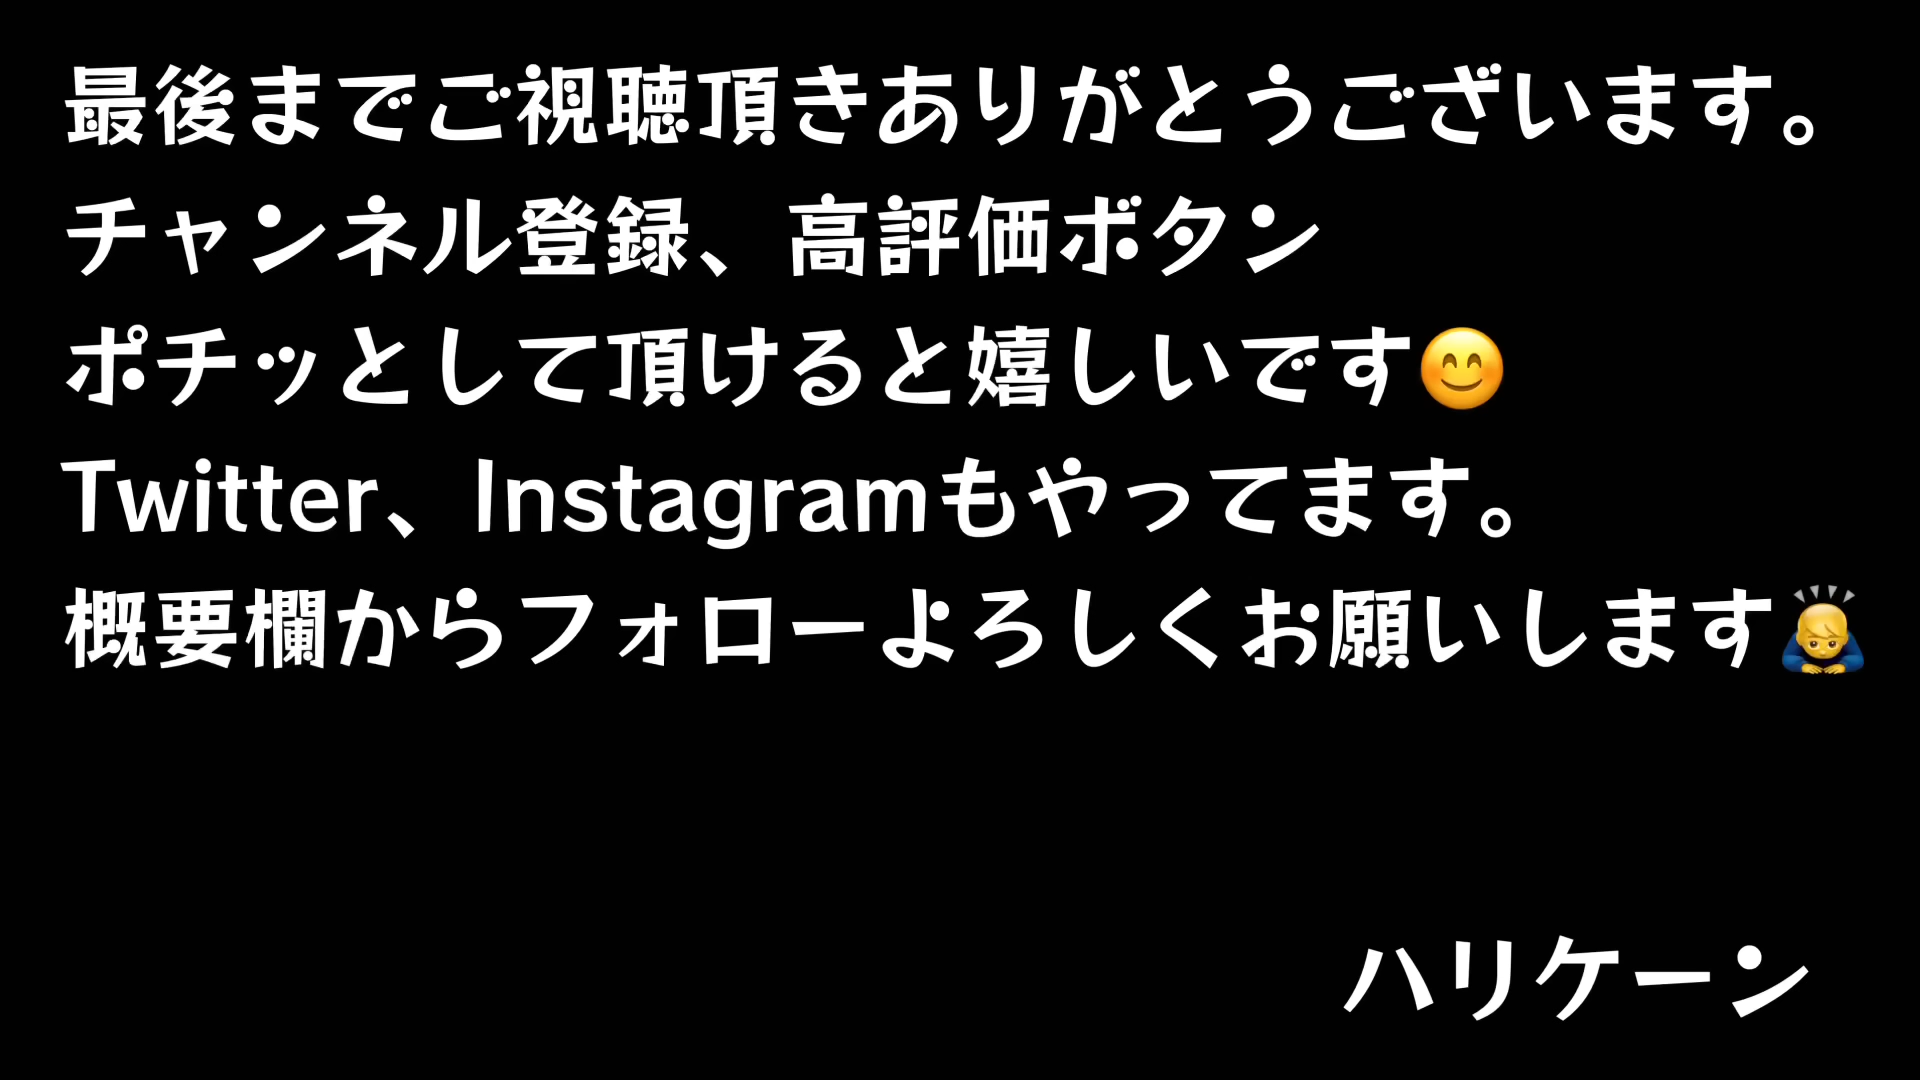 最後までご視聴頂きありがとうございます。
チャンネル登録、高評価ボタン
ポチッとして頂けると嬉しいです😊
Twitter、Instagramもやってます。
概要欄からフォローよろしくお願いします🙇
ハリケーン